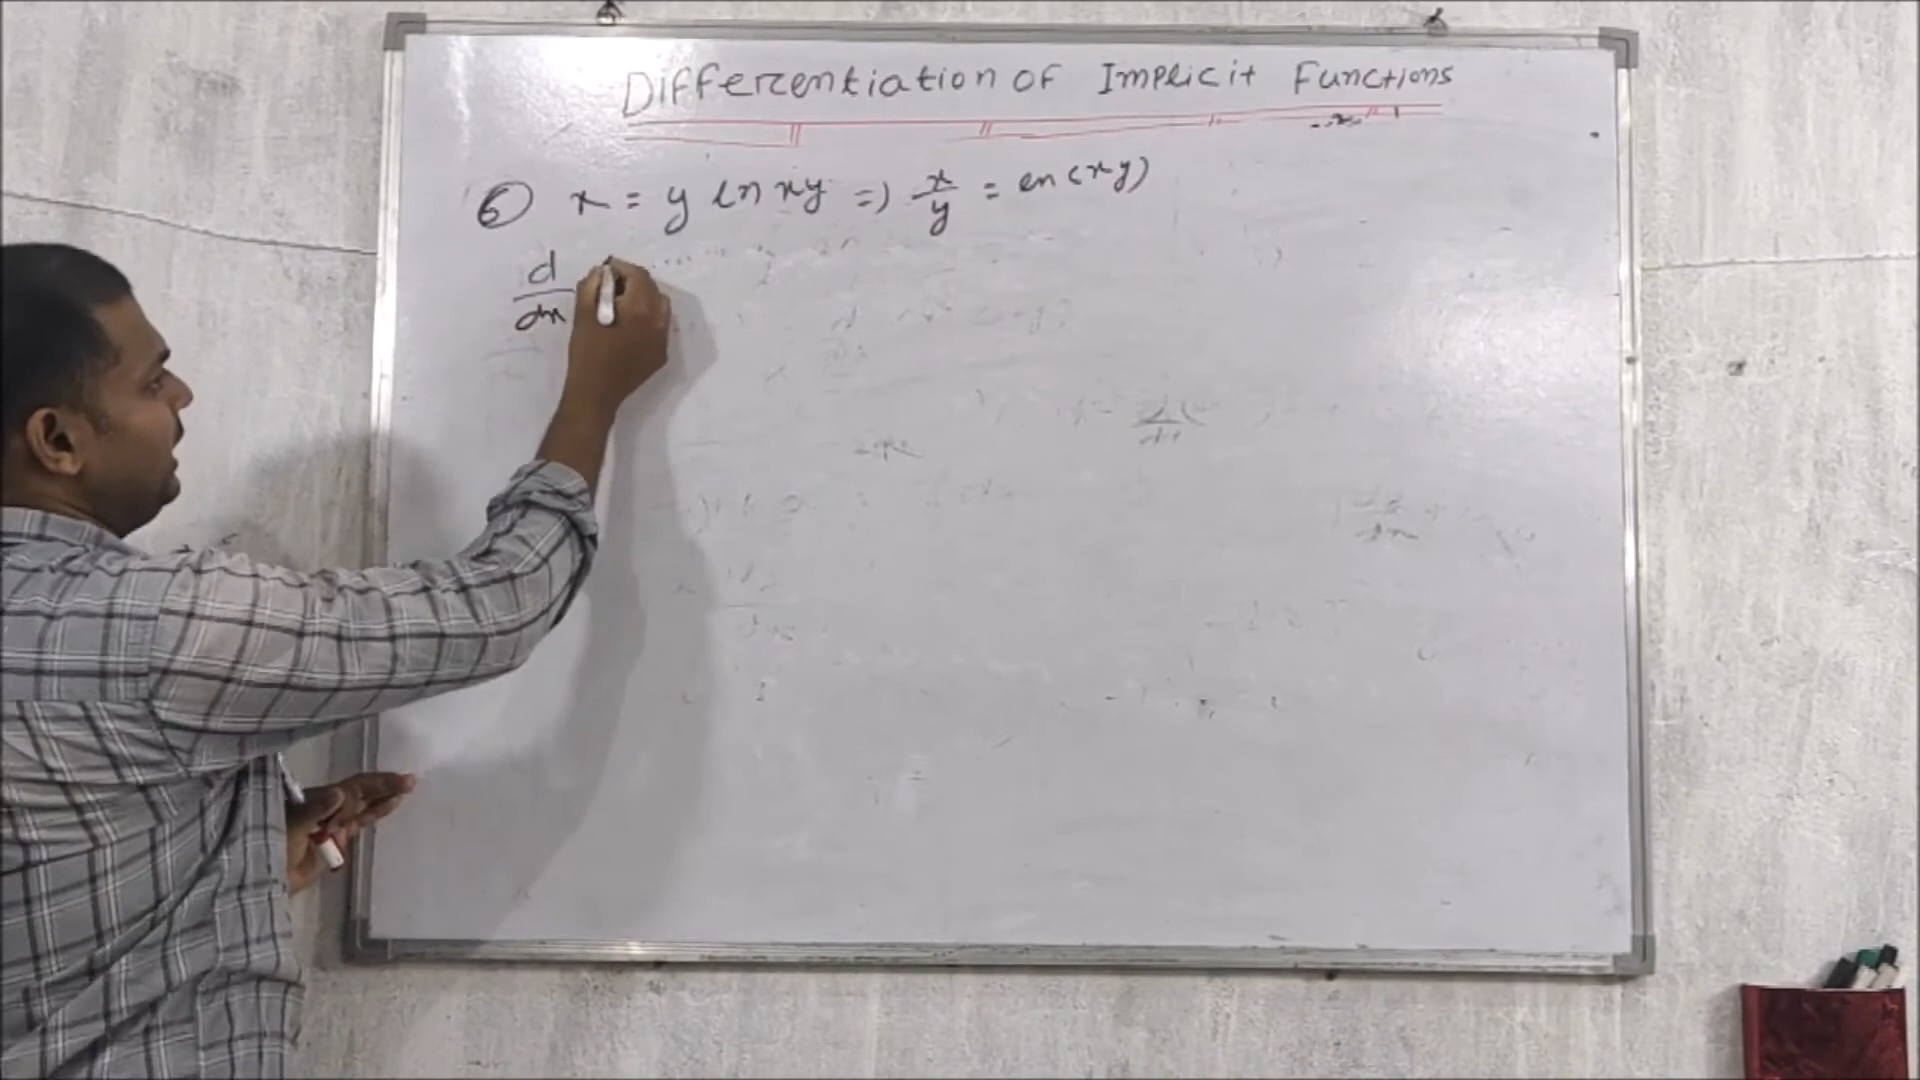 Differentiation of Implicit Functions
6 x = y ln xy => x/y = ln (xy)
d/dx